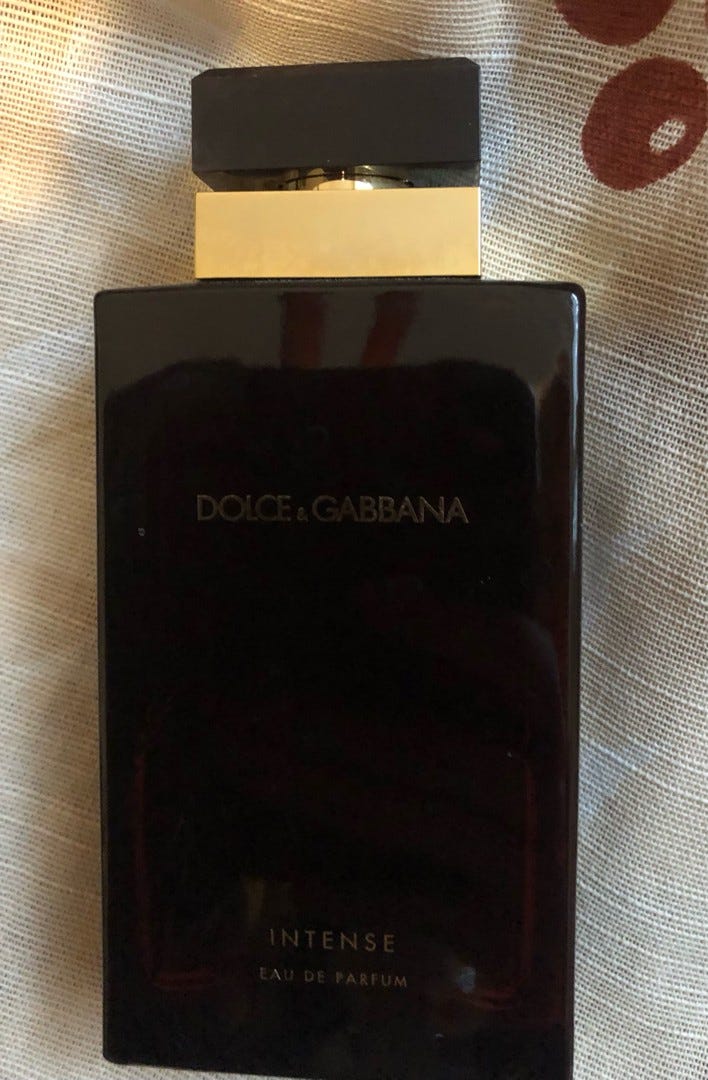 DOLCE & GABBANA
INTENSE
EAU DE PARFUM